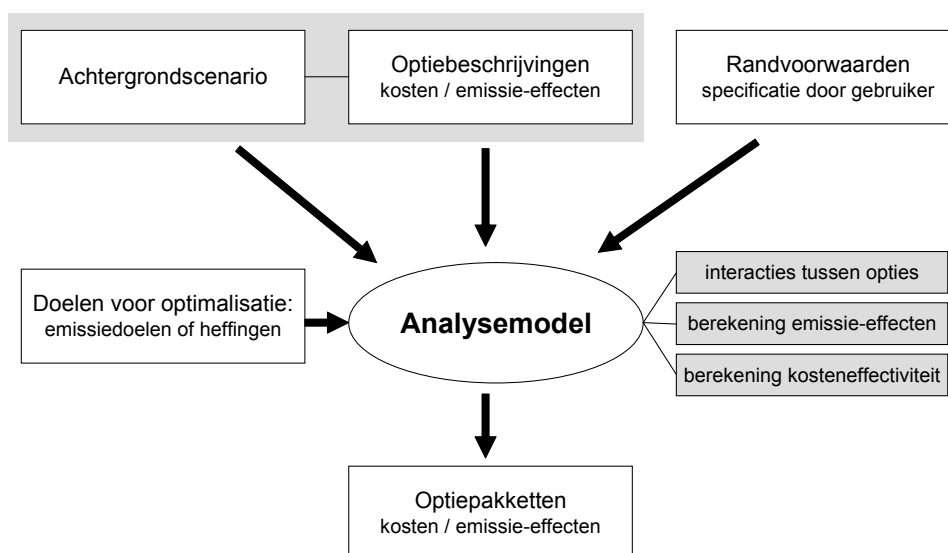 Achtergrondscenario
Optiebeschrijvingen
kosten / emissie-effecten
Randvoorwaarden
specificatie door gebruiker
Doelen voor optimalisatie:
emissiedoelen of heffingen
Analysemodel
interacties tussen opties
berekening emissie-effecten
berekening kosteneffectiviteit
Optiepakketten
kosten / emissie-effecten